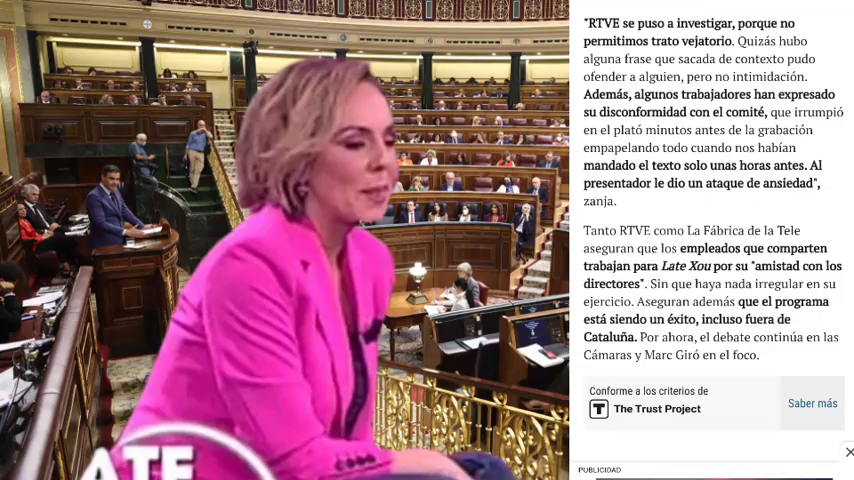 "RTVE se puso a investigar, porque no
permitimos trato vejatorio. Quizás hubo
alguna frase que sacada de contexto pudo
ofender a alguien, pero no intimidación.
Además, algunos trabajadores han expresado
su disconformidad con el comité, que irrumpió
en el plató minutos antes de la grabación
empapelando todo cuando nos habían
mandado el texto solo unas horas antes. Al
presentador le dio un ataque de ansiedad",
zanja.
Tanto RTVE como La Fábrica de la Tele
aseguran que los empleados que comparten
trabajan para Late Xou por su "amistad con los
directores". Sin que haya nada irregular en su
ejercicio. Aseguran además que el programa
está siendo un éxito, incluso fuera de
Cataluña. Por ahora, el debate continúa en las
Cámaras y Marc Giró en el foco.
Conforme a los criterios de
T The Trust Project
Saber más
PUBLICIDAD
ATE